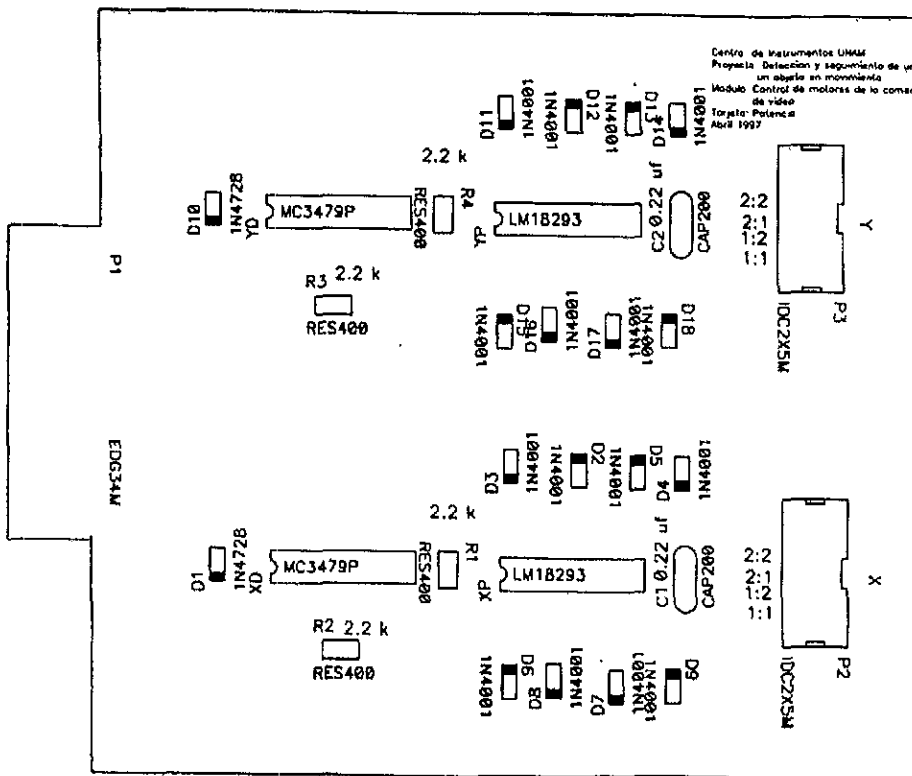 Centro de Instrumentos UNAM
Proyecto Deteccion y seguimiento de un
un objeto en movimiento
Modulo Control de motores de la
de video
Tarjeta Potencia
Abril 1997
D11
1N4001
1N4001
D12
1N4001
D13
D14
1N4001
2.2 k
D10
1N4728
YD
MC3479P
RES400
R4
YP
LM18293
C2 0.22 uf
CAP200
2:2
2:1
1:2
1:1
Y
P3
IDC2X5M
P1
R3 2.2 k
RES400
1N4001
D15
D16
1N4001
D17
1N4001
1N4001
D18
EDG34M
D3
1N4001
1N4001
D2
1N4001
D5
D4
1N4001
2.2 k
D1
1N4728
XD
MC3479P
RES400
R1
XP
LM18293
C1 0.22 uf
CAP200
2:2
2:1
1:2
1:1
X
P2
IDC2X5M
R2 2.2 k
RES400
1N4001
D6
D8
1N4001
D7
1N4001
1N4001
D9